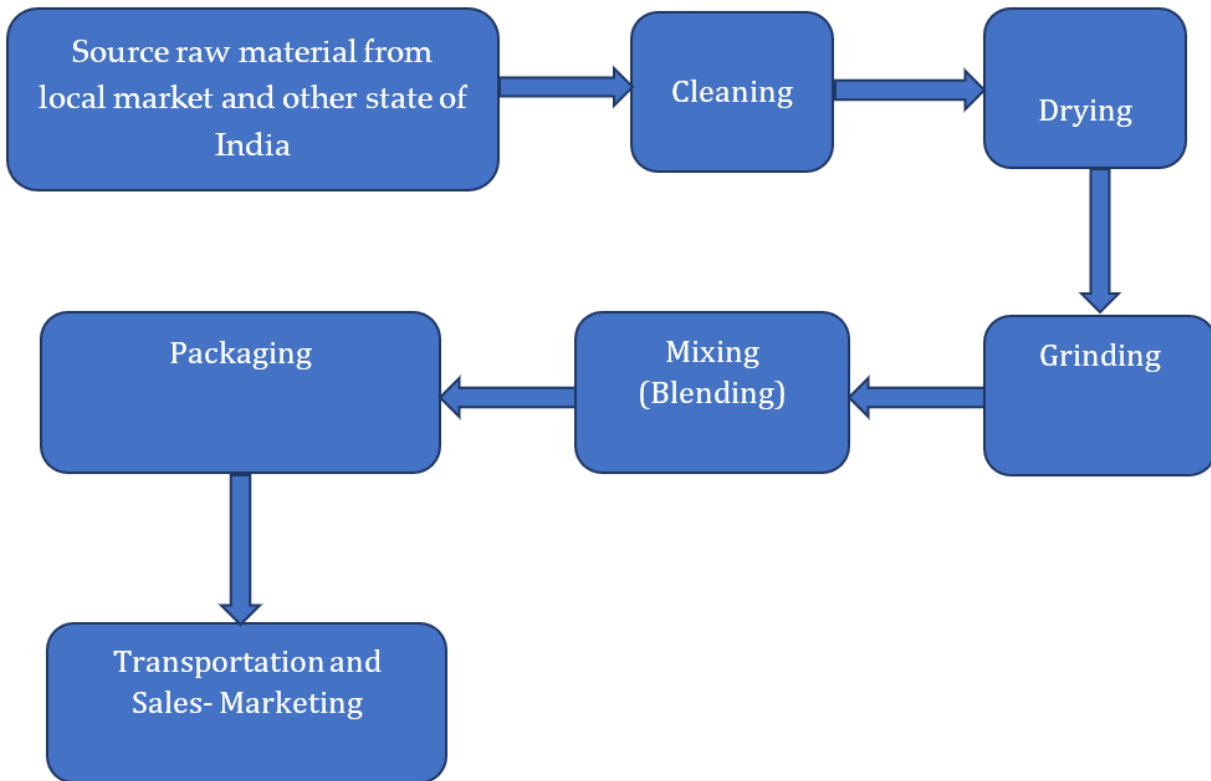 Source raw material from
local market and other state of
India
Cleaning
Drying
Grinding
Mixing
(Blending)
Packaging
Transportation and
Sales- Marketing